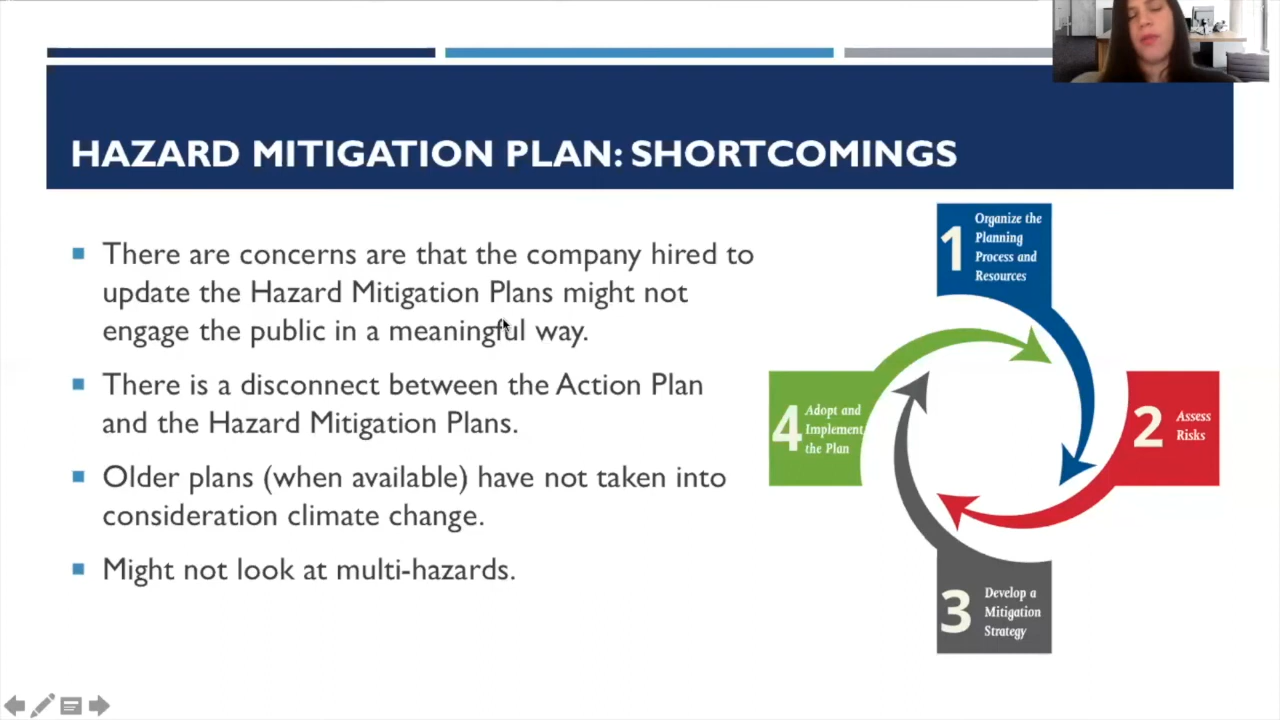 HAZARD MITIGATION PLAN: SHORTCOMINGS
There are concerns are that the company hired to
update the Hazard Mitigation Plans might not
engage the public in a meaningful way.
There is a disconnect between the Action Plan
and the Hazard Mitigation Plans.
Older plans (when available) have not taken into
consideration climate change.
Might not look at multi-hazards.
1
Organize the
Planning
Process and
Resources
2
Assess
Risks
3
Develop a
Mitigation
Strategy
4
Adopt and
Implement
the Plan